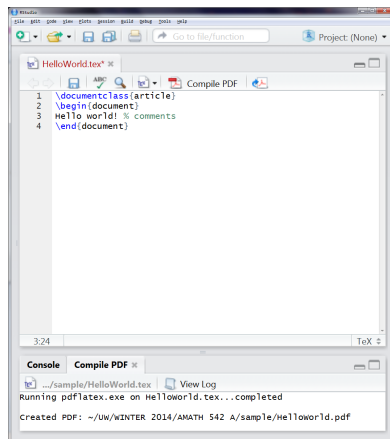 RStudio
File Edit Code View Plots Session Build Debug Tools Help
Go to file/function Project: (None)
HelloWorld.tex*
ABC Compile PDF
1 \documentclass{article}
2 \begin{document}
3 Hello world! % comments
4 \end{document}
3:24 TeX
Console Compile PDF
.../sample/HelloWorld.tex View Log
Running pdflatex.exe on HelloWorld.tex...completed
Created PDF: ~/UW/WINTER 2014/AMATH 542 A/sample/HelloWorld.pdf